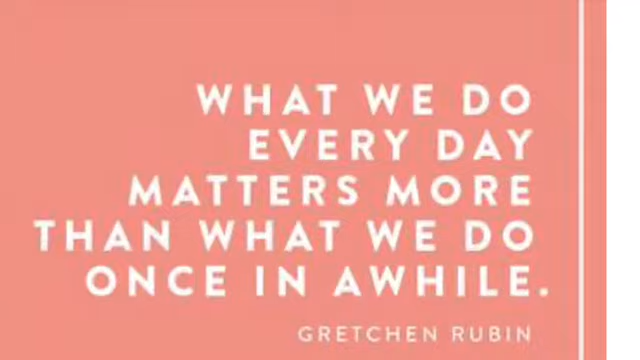 WHAT WE DO
EVERY DAY
MATTERS MORE
THAN WHAT WE DO
ONCE IN AWHILE.
GRETCHEN RUBIN